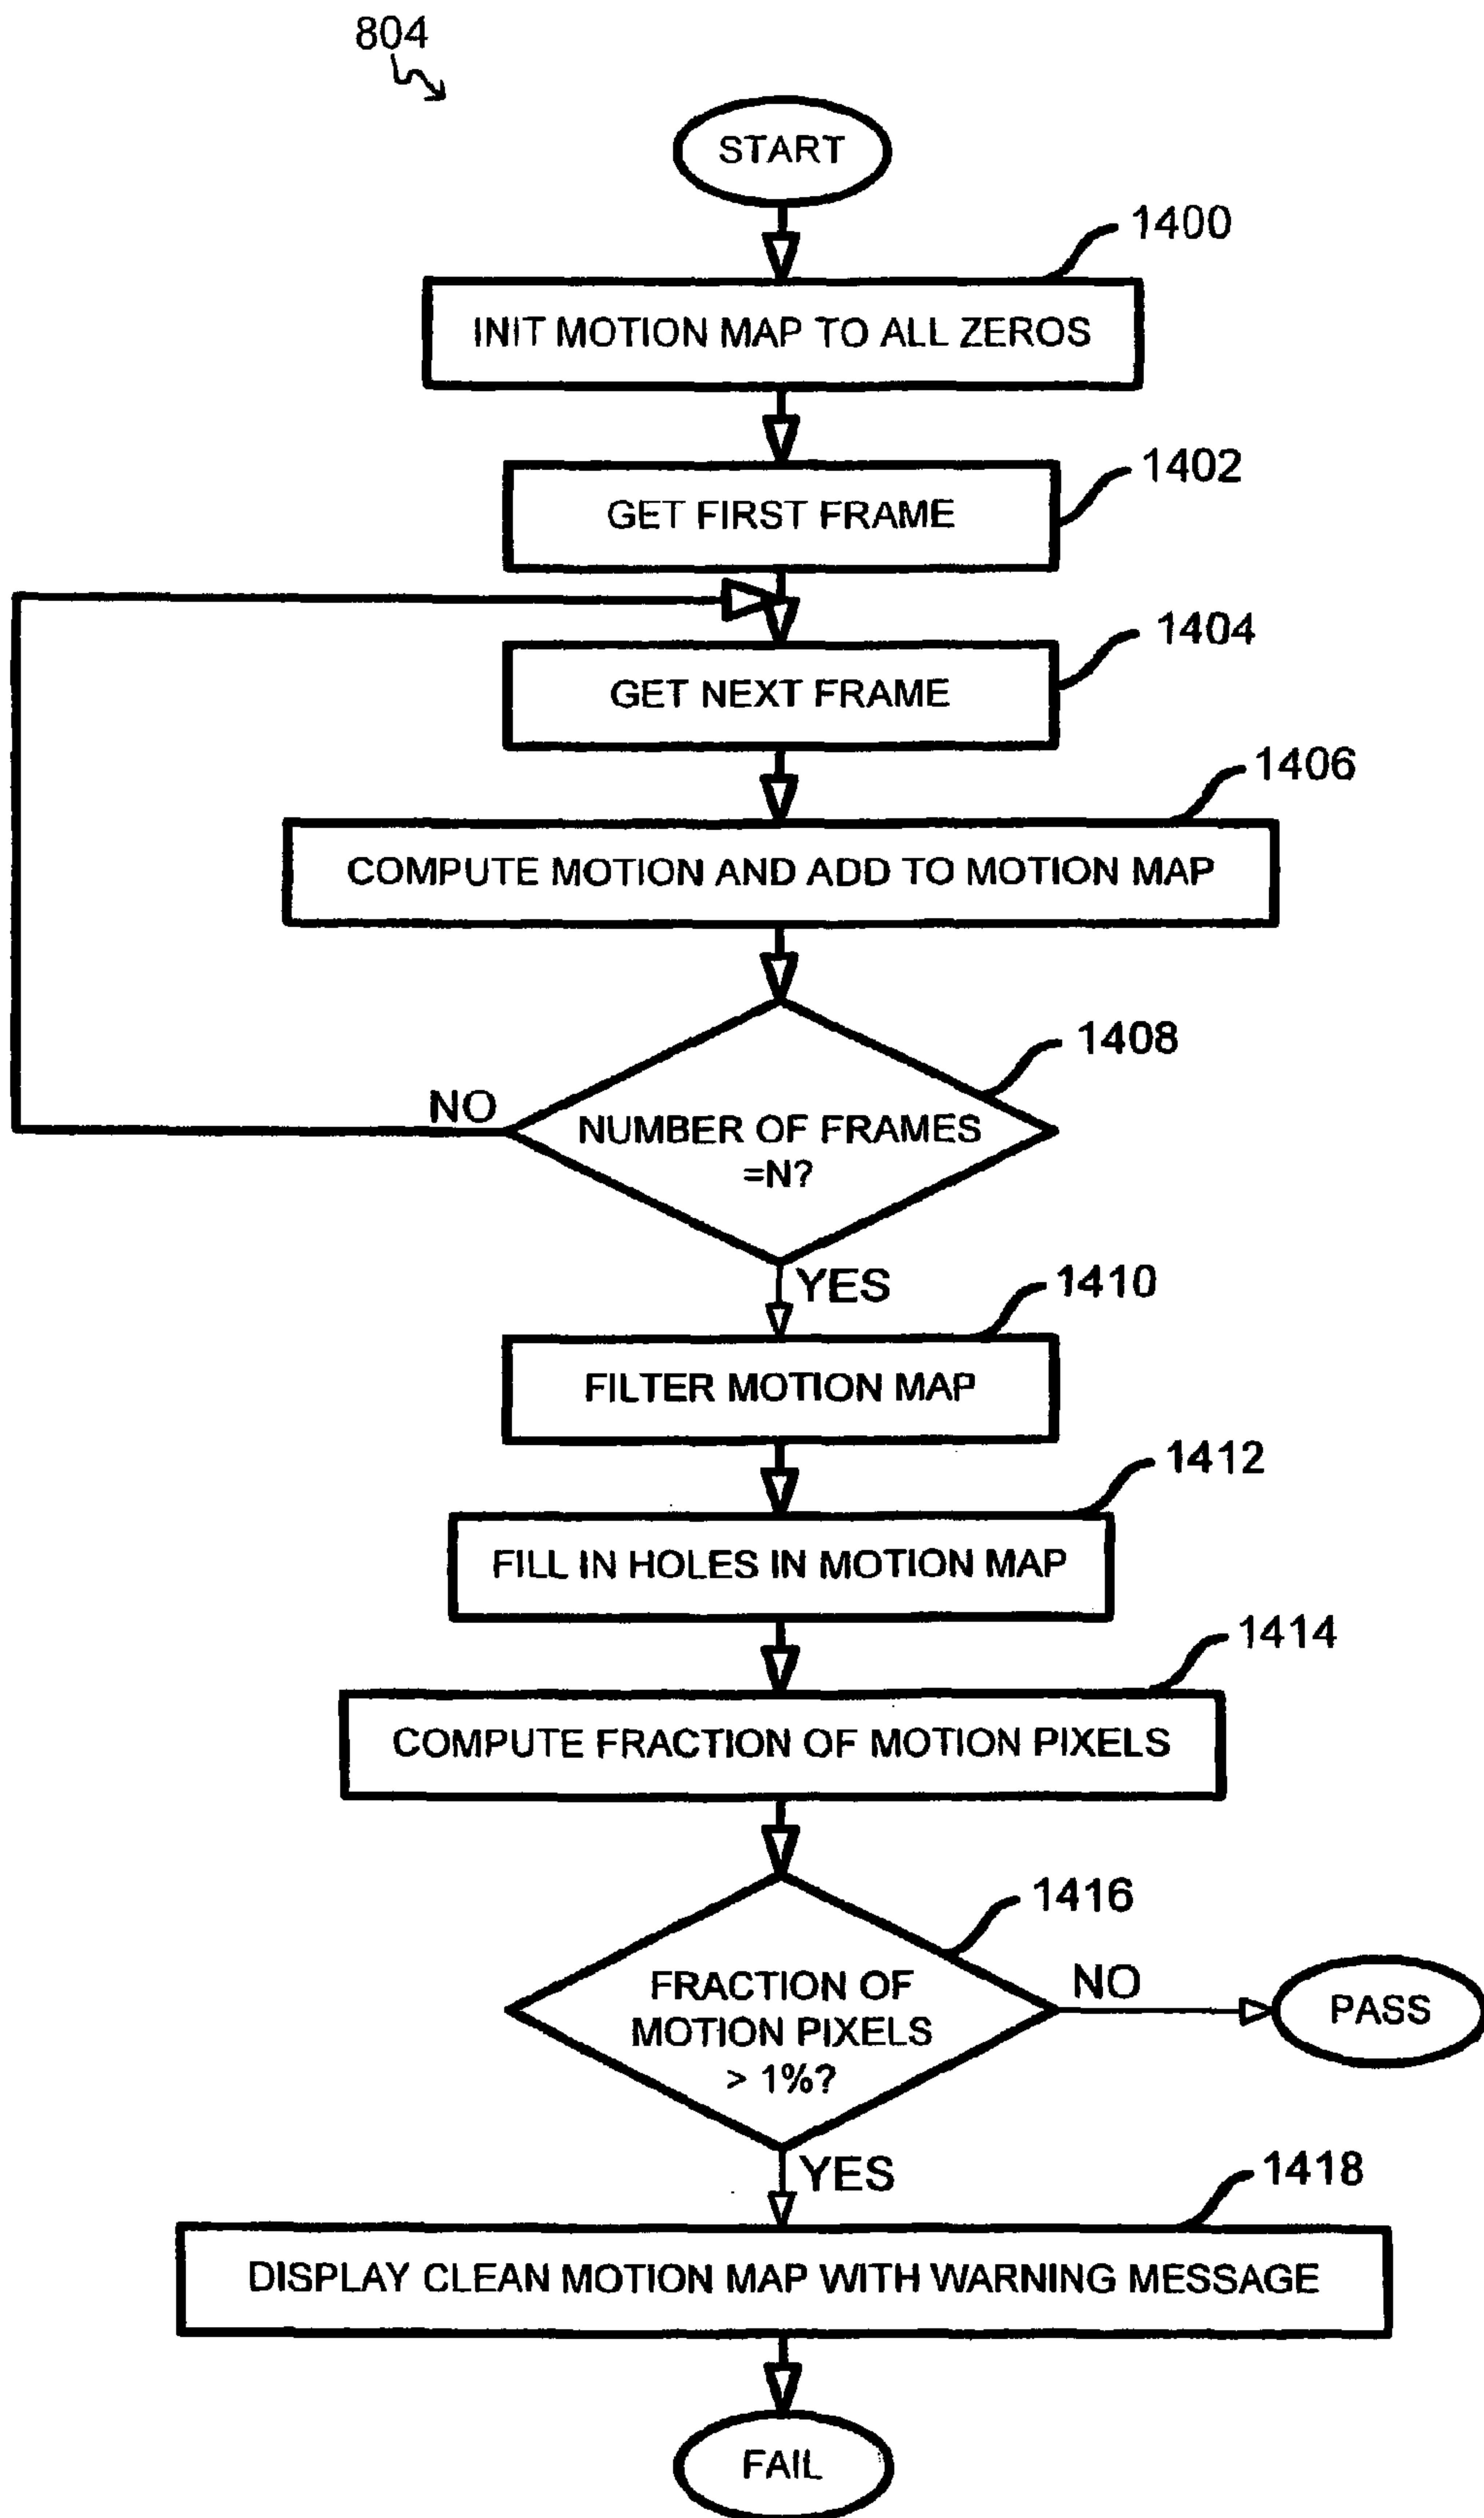 804
START
1400
INIT MOTION MAP TO ALL ZEROS
1402
GET FIRST FRAME
1404
GET NEXT FRAME
1406
COMPUTE MOTION AND ADD TO MOTION MAP
1408
NO
NUMBER OF FRAMES
=N?
YES
1410
FILTER MOTION MAP
1412
FILL IN HOLES IN MOTION MAP
1414
COMPUTE FRACTION OF MOTION PIXELS
1416
FRACTION OF
MOTION PIXELS
> 1%?
NO
PASS
YES
1418
DISPLAY CLEAN MOTION MAP WITH WARNING MESSAGE
FAIL